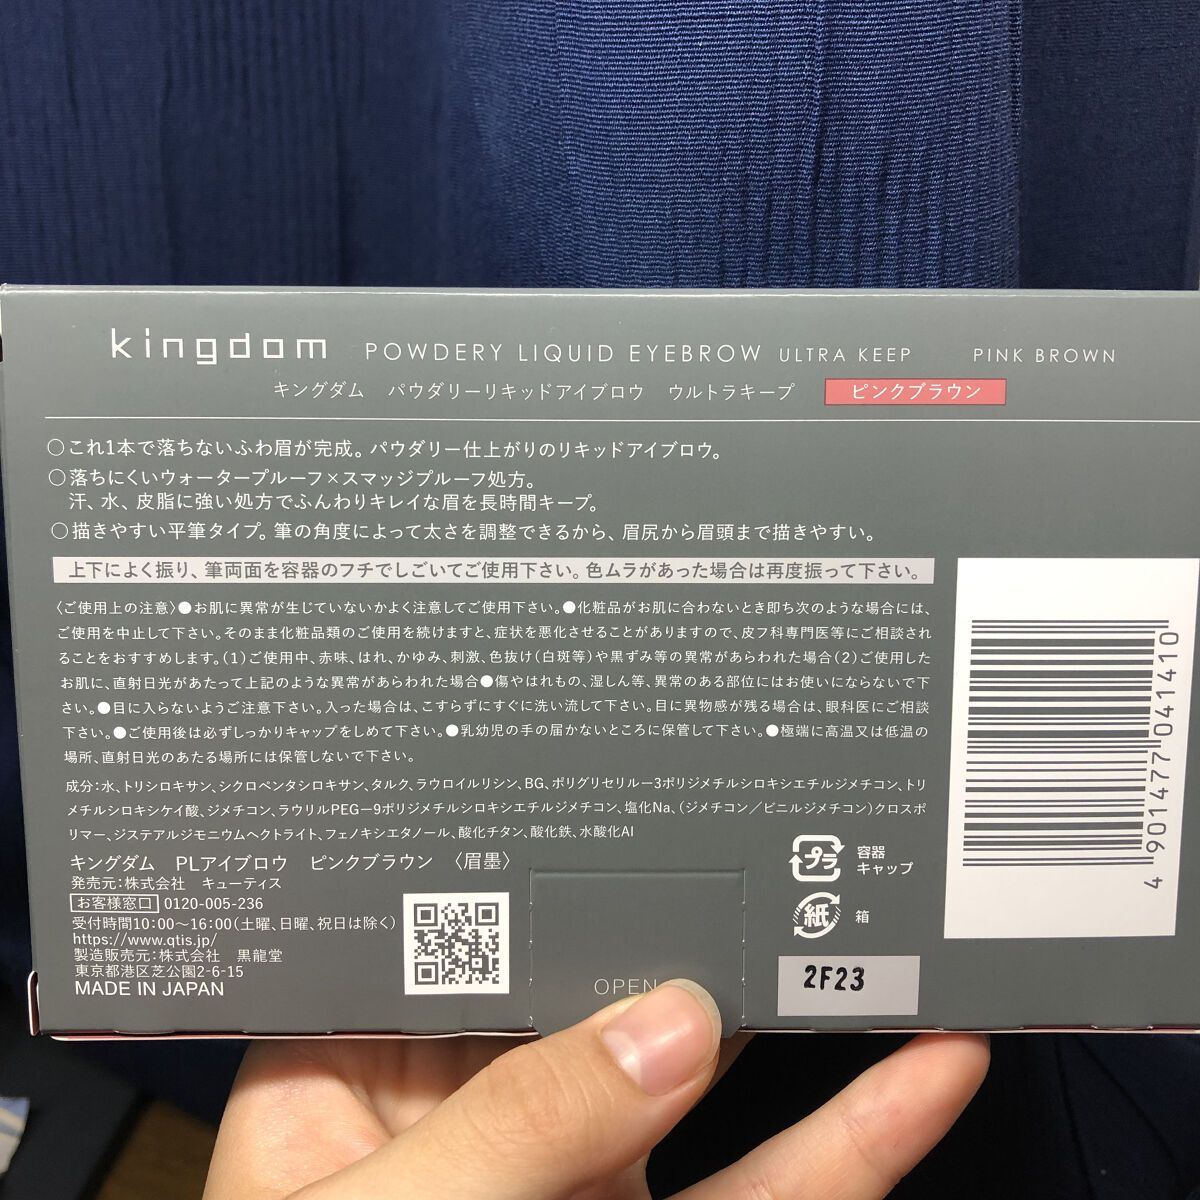 kingdom POWDERY LIQUID EYEBROW ULTRA KEEP PINK BROWN
キングダム パウダリーリキッドアイブロウ ウルトラキープ ピンクブラウン
○これ1本で落ちないふわ眉が完成。パウダリー仕上がりのリキッドアイブロウ。
○落ちにくいウォータープルーフ×スマッジプルーフ処方。
汗、水、皮脂に強い処方でふんわりキレイな眉を長時間キープ。
○描きやすい平筆タイプ。筆の角度によって太さを調整できるから、眉尻から眉頭まで描きやすい。
上下によく振り、筆両面を容器のフチでしごいてご使用下さい。色ムラがあった場合は再度振って下さい。
〈ご使用上の注意〉●お肌に異常が生じていないかよく注意してご使用下さい。●化粧品がお肌に合わないとき即ち次のような場合には、
ご使用を中止して下さい。そのまま化粧品類のご使用を続けますと、症状を悪化させることがありますので、皮フ科専門医等にご相談され
ることをおすすめします。(1)ご使用中、赤味、はれ、かゆみ、刺激、色抜け(白斑等)や黒ずみ等の異常があらわれた場合(2)ご使用した
お肌に、直射日光があたって上記のような異常があらわれた場合●傷やはれもの、湿しん等、異常のある部位にはお使いにならないで下
さい。●目に入らないようご注意下さい。入った場合は、こすらずにすぐに洗い流して下さい。目に異物感が残る場合は、眼科医にご相談
下さい。●ご使用後は必ずしっかりキャップをしめて下さい。●乳幼児の手の届かないところに保管して下さい。●極端に高温又は低温の
場所、直射日光のあたる場所には保管しないで下さい。
成分:水、トリシロキサン、シクロペンタシロキサン、タルク、ラウロイルリシン、BG、ポリグリセリルー3ポリジメチルシロキシエチルジメチコン、トリ
メチルシロキシケイ酸、ジメチコン、ラウリルPEGー9ポリジメチルシロキシエチルジメチコン、塩化Na、(ジメチコン／ビニルジメチコン)クロスポ
リマー、ジステアルジモニウムヘクトライト、フェノキシエタノール、酸化チタン、酸化鉄、水酸化Al
キングダム PLアイブロウ ピンクブラウン 〈眉墨〉
発売元:株式会社 キューティス
お客様窓口 0120-005-236
受付時間10:00〜16:00(土曜、日曜、祝日は除く)
https://www.qtis.jp/
製造販売元:株式会社 黒龍堂
東京都港区芝公園2-6-15
MADE IN JAPAN
OPEN
プラ 容器
キャップ
紙 箱
2F23
4 901477 041410